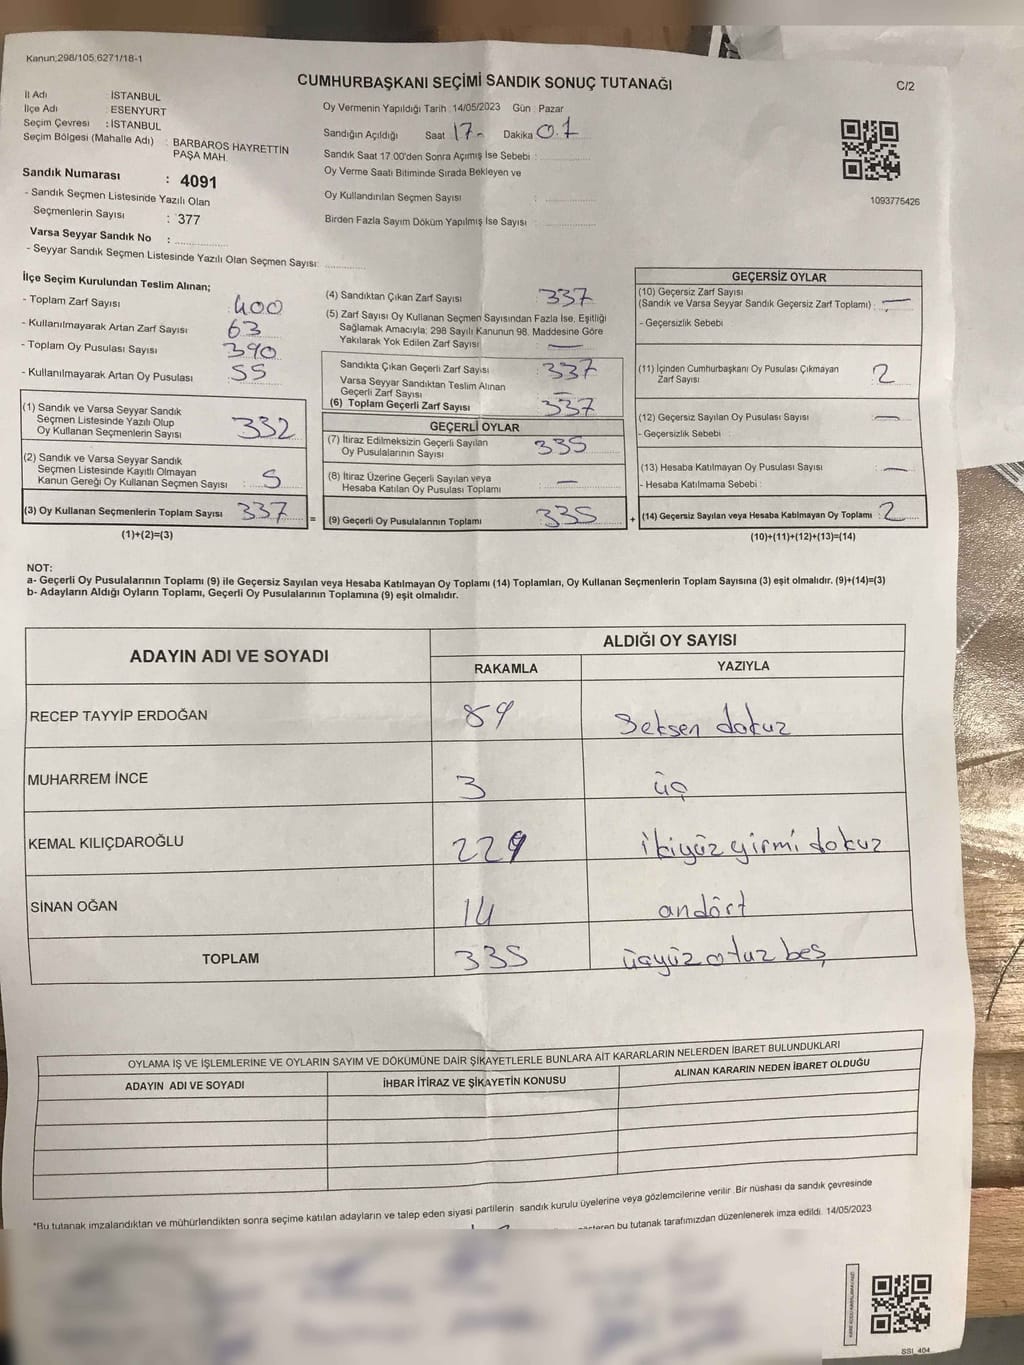 Kanun;298/105,6271/18-1
CUMHURBAŞKANI SEÇİMİ SANDIK SONUÇ TUTANAĞI
C/2
İl Adı : İSTANBUL
İlçe Adı : ESENYURT
Seçim Çevresi : İSTANBUL
Seçim Bölgesi (Mahalle Adı) : BARBAROS HAYRETTİN
PAŞA MAH.
Sandık Numarası : 4091
- Sandık Seçmen Listesinde Yazılı Olan
Seçmenlerin Sayısı : 377
Varsa Seyyar Sandık No :
- Seyyar Sandık Seçmen Listesinde Yazılı Olan Seçmen Sayısı:
Oy Vermenin Yapıldığı Tarih : 14/05/2023 Gün : Pazar
Sandığın Açıldığı Saat 17- Dakika 0.1
Sandık Saat 17.00'den Sonra Açımış İse Sebebi :
Oy Verme Saati Bitiminde Sırada Bekleyen ve
Oy Kullandırılan Seçmen Sayısı :
Birden Fazla Sayım Döküm Yapılmış İse Sayısı
1093775426
İlçe Seçim Kurulundan Teslim Alınan;
- Toplam Zarf Sayısı 400
- Kullanılmayarak Artan Zarf Sayısı 63
- Toplam Oy Pusulası Sayısı 390
- Kullanılmayarak Artan Oy Pusulası 55
(1) Sandık ve Varsa Seyyar Sandık
Seçmen Listesinde Yazılı Olup
Oy Kullanan Seçmenlerin Sayısı 332
(2) Sandık ve Varsa Seyyar Sandık
Seçmen Listesinde Kayıtlı Olmayan
Kanun Gereği Oy Kullanan Seçmen Sayısı : 5
(3) Oy Kullanan Seçmenlerin Toplam Sayısı 337
(1)+(2)=(3)
=
(4) Sandıktan Çıkan Zarf Sayısı : 337
(5) Zarf Sayısı Oy Kullanan Seçmen Sayısından Fazla İse, Eşitliği
Sağlamak Amacıyla; 298 Sayılı Kanunun 98. Maddesine Göre
Yakılarak Yok Edilen Zarf Sayısı —
Sandıkta Çıkan Geçerli Zarf Sayısı : 337
Varsa Seyyar Sandıktan Teslim Alınan
Geçerli Zarf Sayısı : —
(6) Toplam Geçerli Zarf Sayısı 337
GEÇERLİ OYLAR
(7) İtiraz Edilmeksizin Geçerli Sayılan
Oy Pusulalarının Sayısı 335
(8) İtiraz Üzerine Geçerli Sayılan veya
Hesaba Katılan Oy Pusulası Toplamı —
(9) Geçerli Oy Pusulalarının Toplamı 335
+
GEÇERSİZ OYLAR
(10) Geçersiz Zarf Sayısı
(Sandık ve Varsa Seyyar Sandık Geçersiz Zarf Toplamı) : —
- Geçersizlik Sebebi
(11) İçinden Cumhurbaşkanı Oy Pusulası Çıkmayan
Zarf Sayısı 2
(12) Geçersiz Sayılan Oy Pusulası Sayısı : —
- Geçersizlik Sebebi
(13) Hesaba Katılmayan Oy Pusulası Sayısı : —
- Hesaba Katılmama Sebebi :
(14) Geçersiz Sayılan veya Hesaba Katılmayan Oy Toplamı : 2
(10)+(11)+(12)+(13)=(14)
NOT:
a- Geçerli Oy Pusulalarının Toplamı (9) ile Geçersiz Sayılan veya Hesaba Katılmayan Oy Toplamı (14) Toplamları, Oy Kullanan Seçmenlerin Toplam Sayısına (3) eşit olmalıdır. (9)+(14)=(3)
b- Adayların Aldığı Oyların Toplamı, Geçerli Oy Pusulalarının Toplamına (9) eşit olmalıdır.
ADAYIN ADI VE SOYADI
ALDIĞI OY SAYISI
RAKAMLA YAZIYLA
RECEP TAYYİP ERDOĞAN 89 Seksen dokuz
MUHARREM İNCE 3 üç
KEMAL KILIÇDAROĞLU 229 ikiyüz yirmi dokuz
SİNAN OĞAN 14 ondört
TOPLAM 335 üçyüz otuz beş
OYLAMA İŞ VE İŞLEMLERİNE VE OYLARIN SAYIM VE DÖKÜMÜNE DAİR ŞİKAYETLERLE BUNLARA AİT KARARLARIN NELERDEN İBARET BULUNDUKLARI
ADAYIN ADI VE SOYADI İHBAR İTİRAZ VE ŞİKAYETİN KONUSU ALINAN KARARIN NEDEN İBARET OLDUĞU
*Bu tutanak imzalandıktan ve mühürlendikten sonra seçime katılan adayların ve talep eden siyasi partilerin sandık kurulu üyelerine veya gözlemcilerine verilir. Bir nüshası da sandık çevresinde
bu tutanak tarafımızdan düzenlenerek imza edildi. 14/05/2023
SSI_404